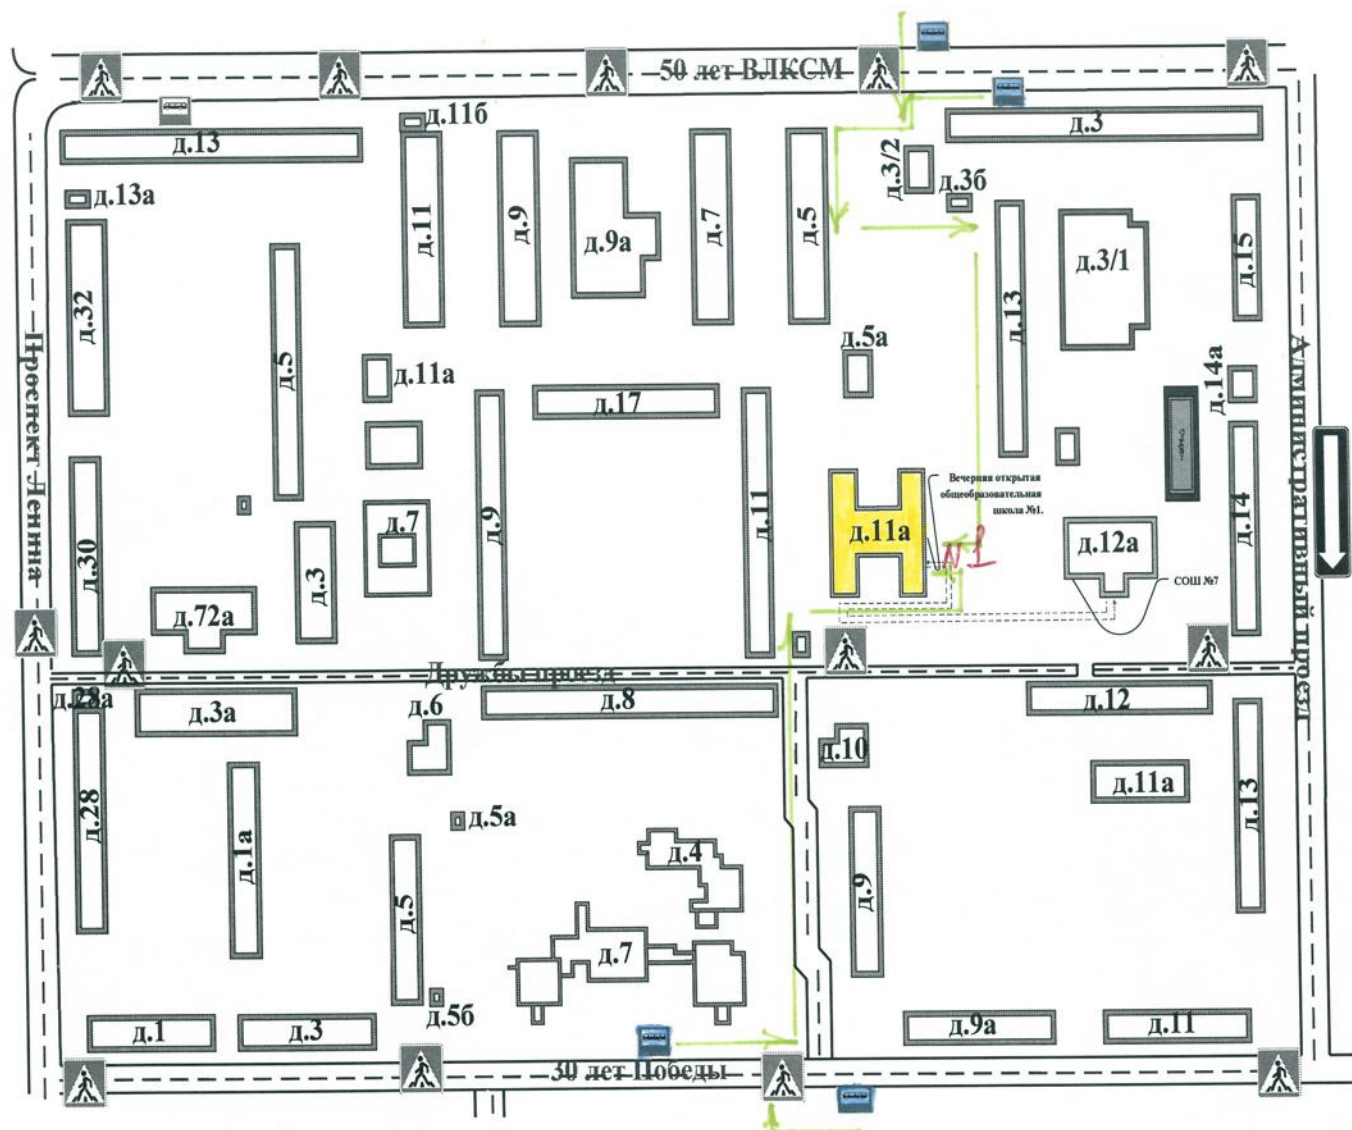 50 лет ВЛКСМ
д.11б
д.13
д.3
д.3/2
д.3б
д.13а
д.11
д.9
д.9а
д.7
д.5
д.3/1
д.15
д.32
д.5
д.13
Проспект Ленина
Административный проезд
д.5а
д.11а
д.14а
д.17
Вечерняя открытая
общеобразовательная
школа №1.
д.30
д.7
д.3
д.9
д.11
д.11а
№1
д.12а
д.14
СОШ №7
д.72а
Дружбы проезд
д.28а
д.3а
д.6
д.8
д.12
д.10
д.11а
д.13
д.28
д.1а
д.5а
д.5
д.4
д.9
д.7
д.5б
д.1
д.3
д.9а
д.11
30 лет Победы